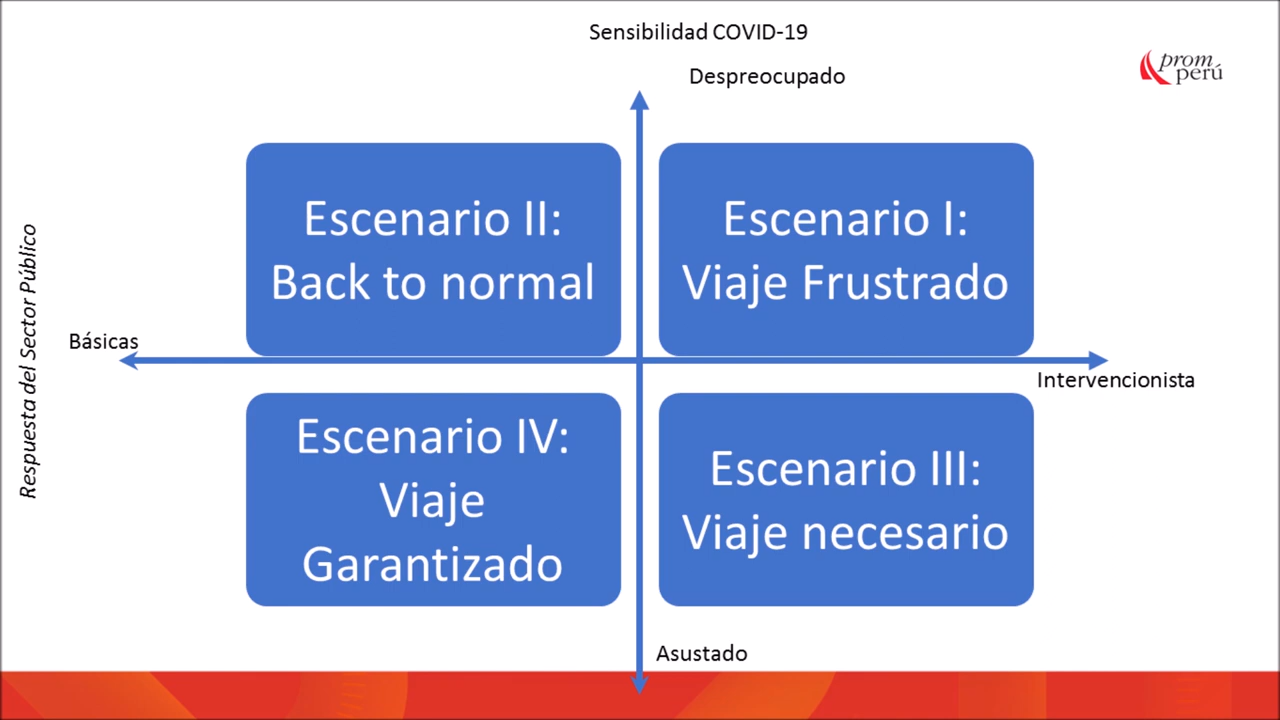 Sensibilidad COVID-19
Despreocupado
prom
perú
Escenario II:
Back to normal
Escenario I:
Viaje Frustrado
Respuesta del Sector Público
Básicas
Intervencionista
Escenario IV:
Viaje
Garantizado
Escenario III:
Viaje necesario
Asustado